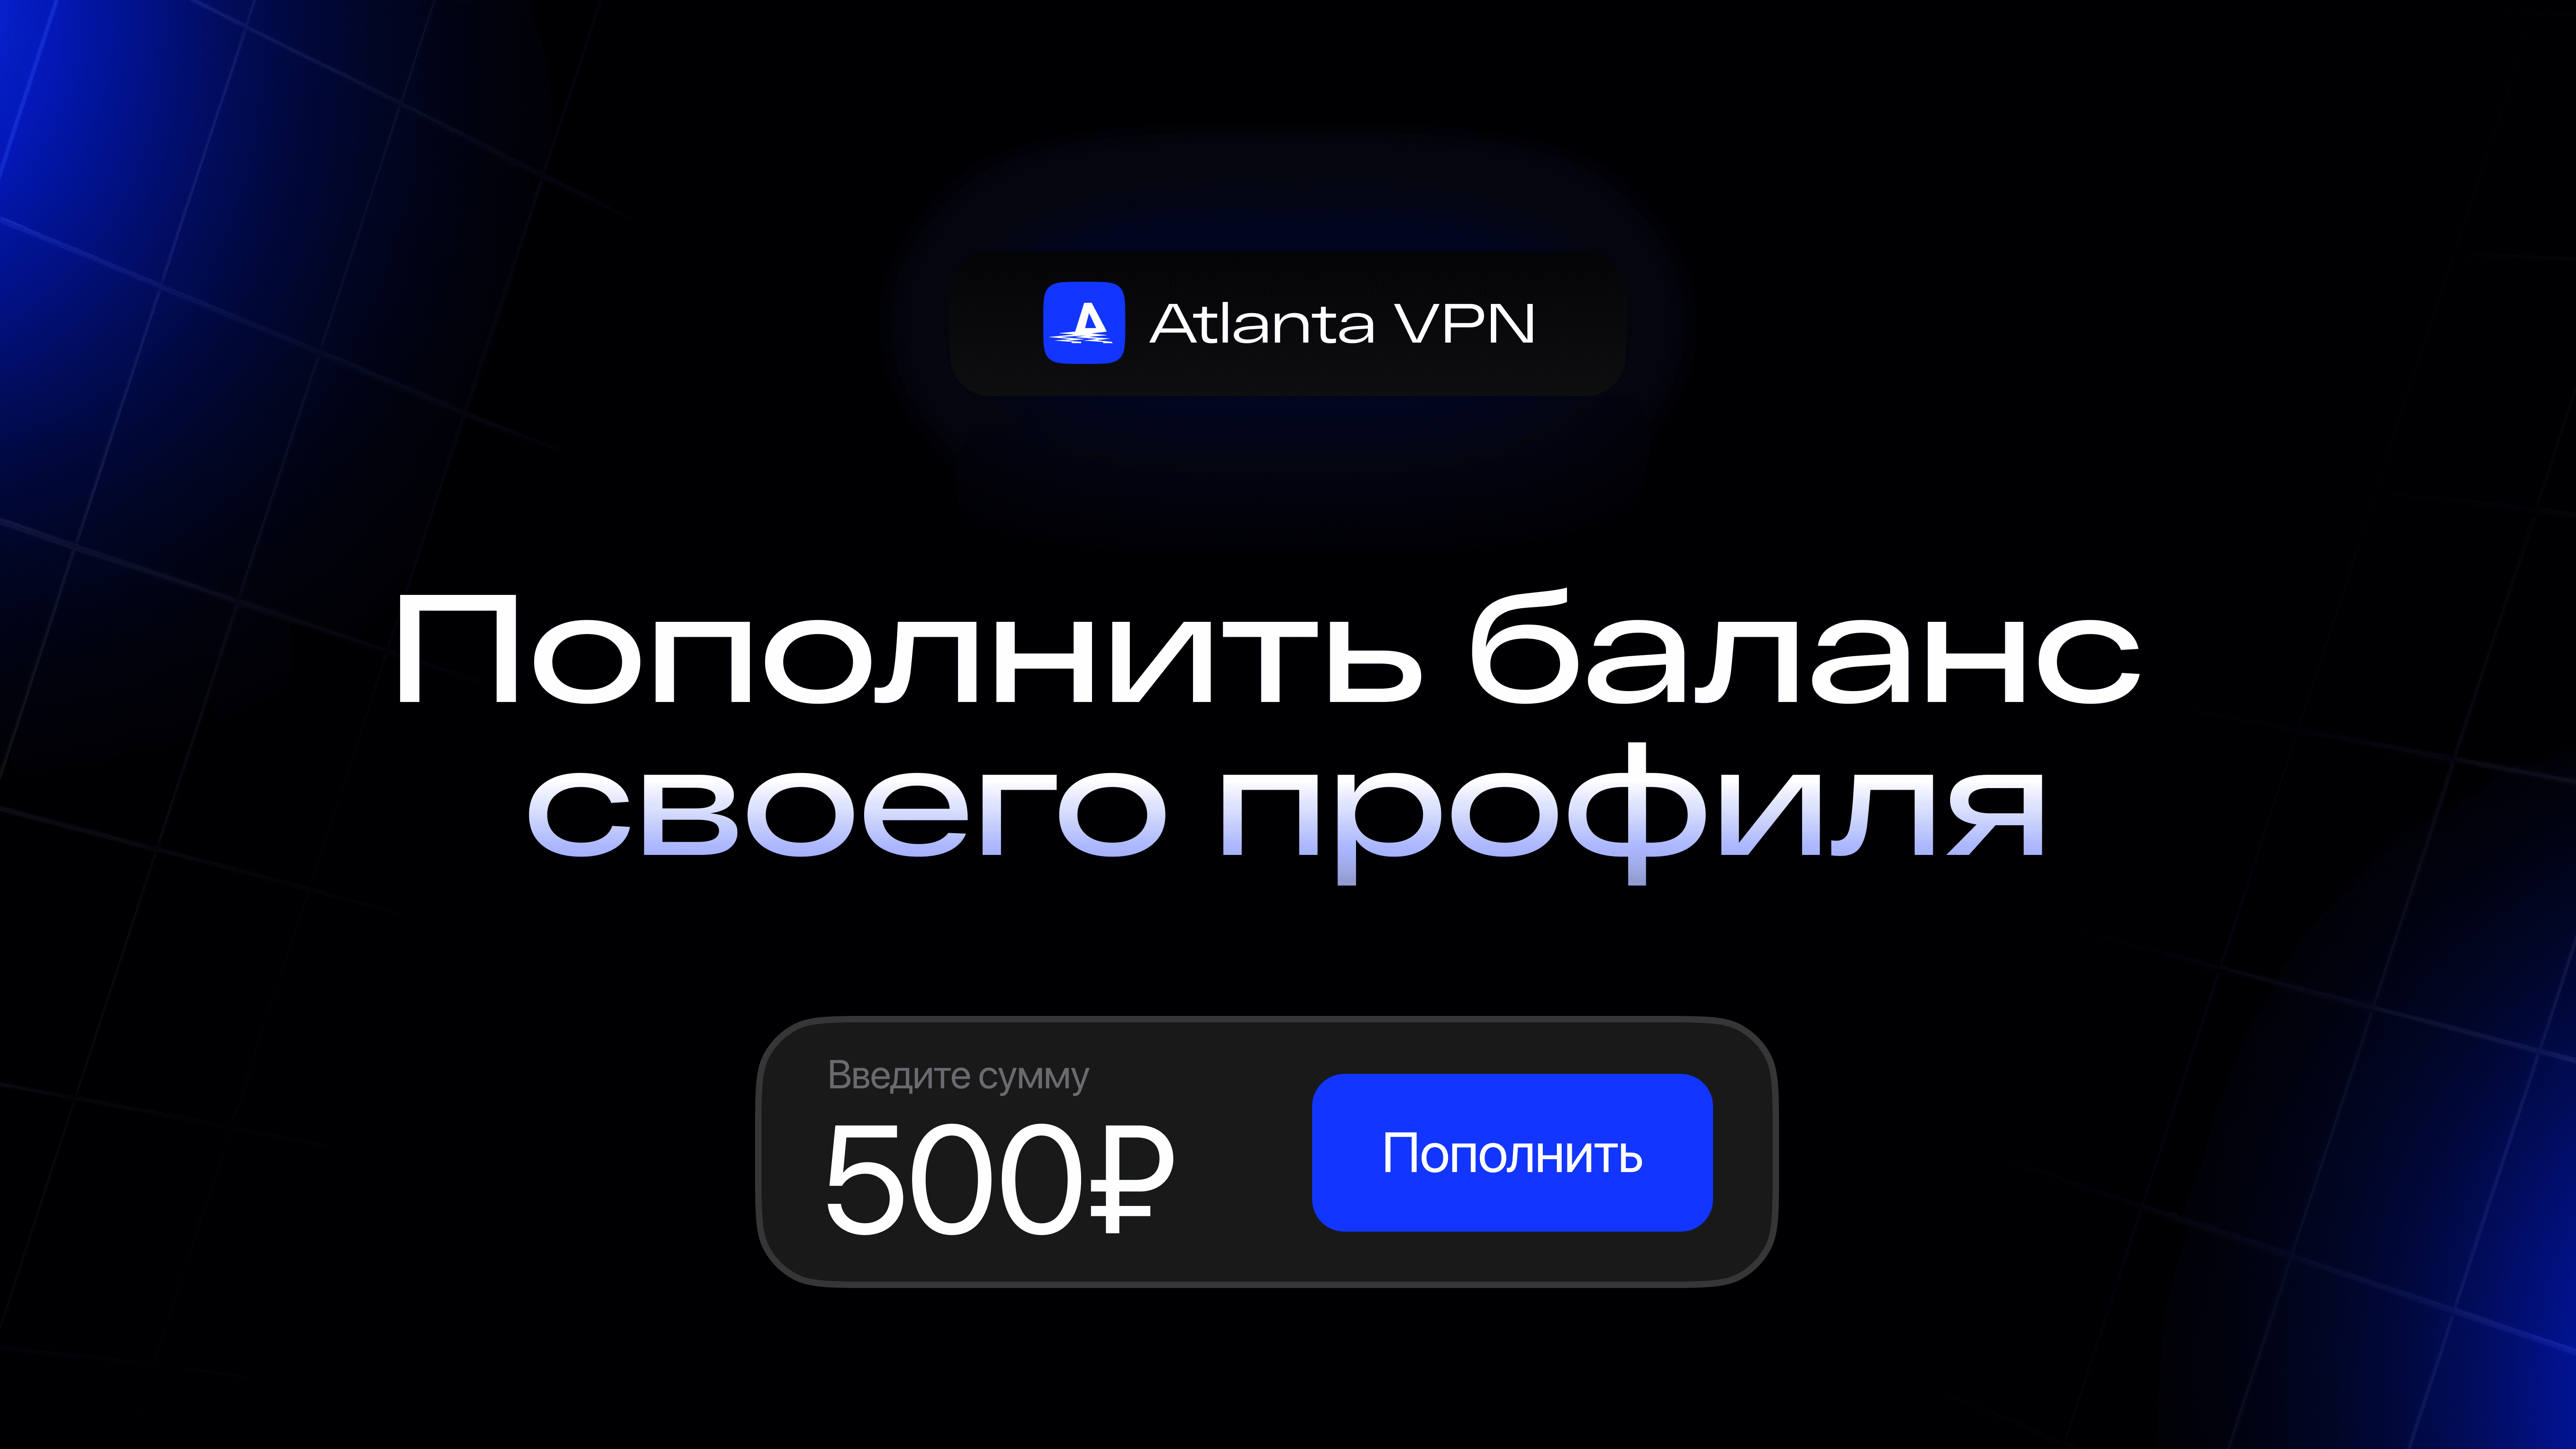 Atlanta VPN
Пополнить баланс
своего профиля
Введите сумму
500₽
Пополнить